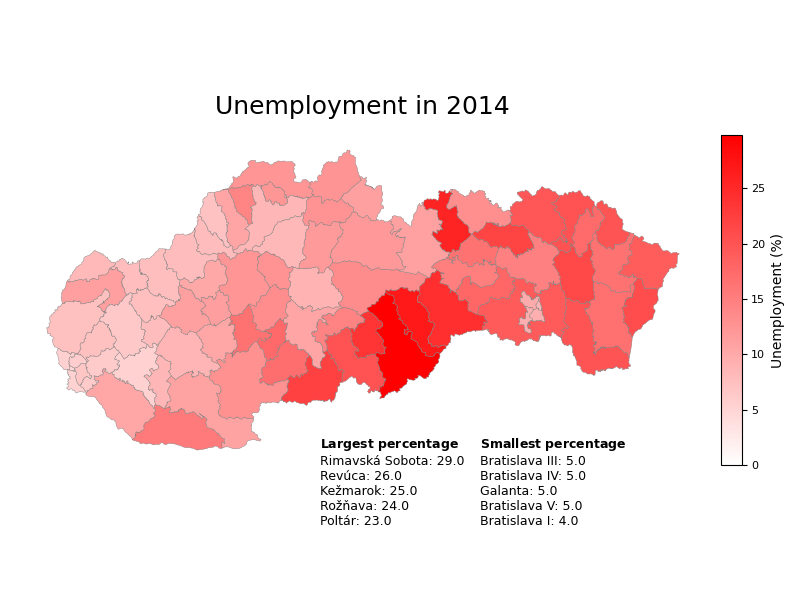 Unemployment in 2014
Largest percentage
Rimavská Sobota: 29.0
Revúca: 26.0
Kežmarok: 25.0
Rožňava: 24.0
Poltár: 23.0
Smallest percentage
Bratislava III: 5.0
Bratislava IV: 5.0
Galanta: 5.0
Bratislava V: 5.0
Bratislava I: 4.0
25
20
15
10
5
0
Unemployment (%)